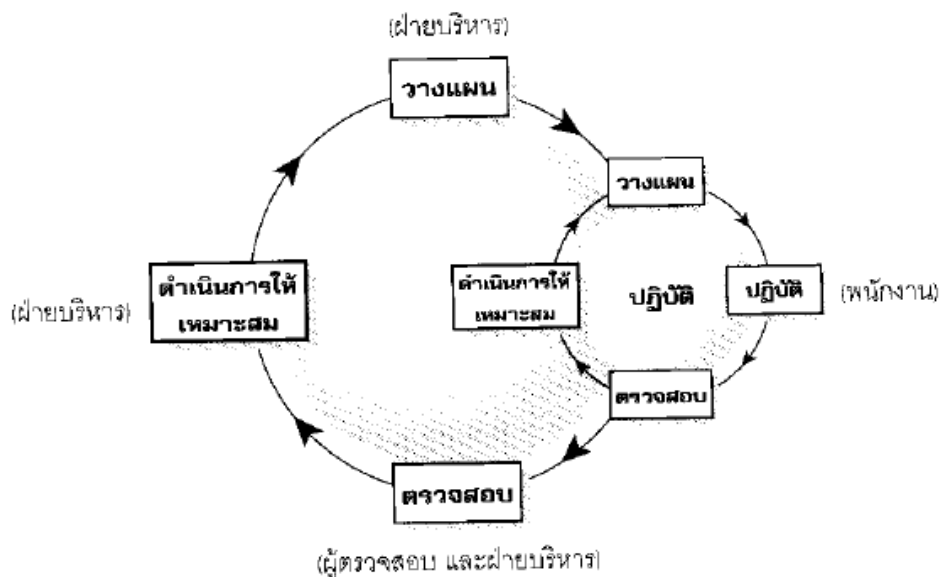 (ฝ่ายบริหาร)
วางแผน
วางแผน
ดำเนินการให้
เหมาะสม
(ฝ่ายบริหาร)
ดำเนินการให้
เหมาะสม
ปฏิบัติ
ปฏิบัติ
(พนักงาน)
ตรวจสอบ
ตรวจสอบ
(ผู้ตรวจสอบ และฝ่ายบริหาร)